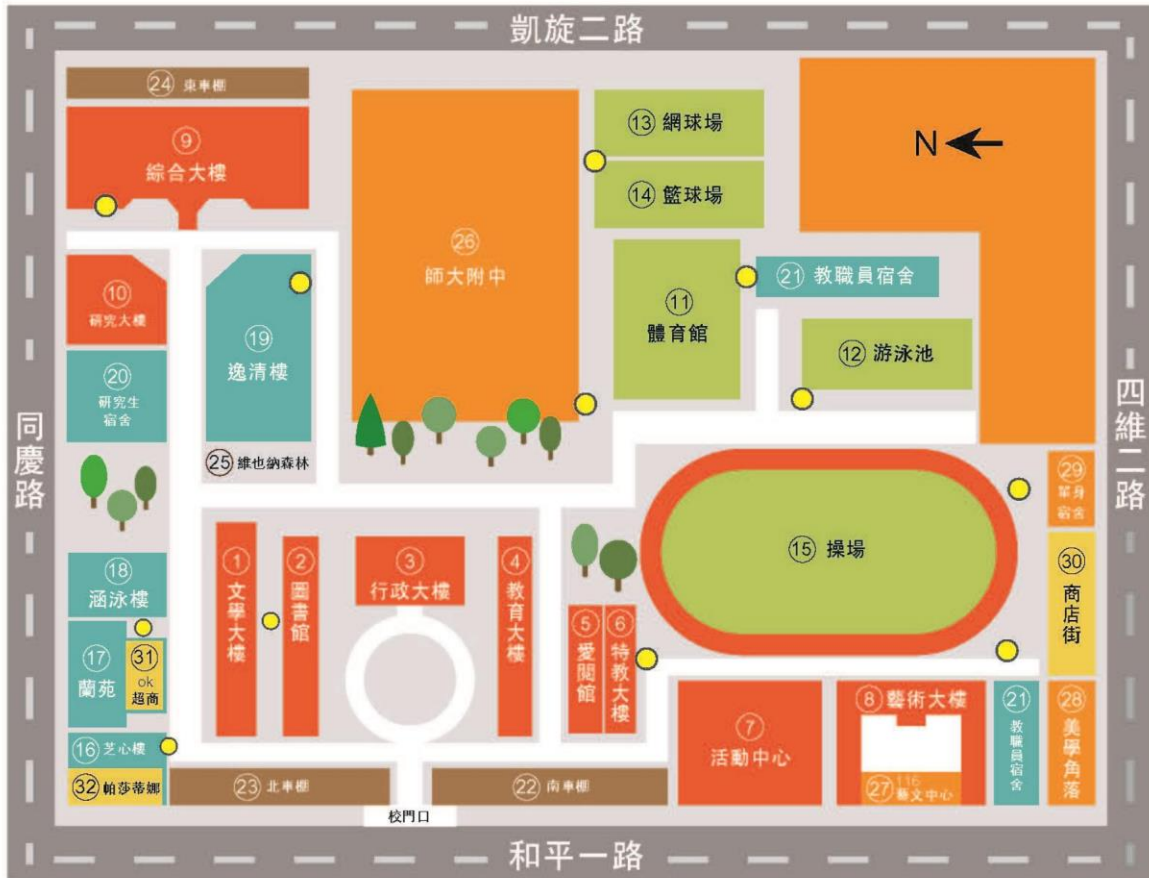 凱旋二路
㉔ 東車棚
⑨
綜合大樓
⑬ 網球場
⑭ 籃球場
N
㉖
師大附中
⑩
研究大樓
⑲
逸清樓
⑪
體育館
㉑ 教職員宿舍
⑫ 游泳池
⑳
研究生
宿舍
㉕ 維也納森林
同慶路
四維二路
⑮ 操場
㉙
單身
宿舍
㉚
商店街
⑱
涵泳樓
⑰
蘭苑
㉛
ok
超商
⑯ 芝心樓
㉜ 帕莎蒂娜
①
文學大樓
②
圖書館
③
行政大樓
④
教育大樓
⑤
愛閱館
⑥
特教大樓
⑦
活動中心
⑧ 藝術大樓
116
㉗ 藝文中心
㉑
教職員宿舍
㉘
美學角落
㉓ 北車棚
㉒ 南車棚
校門口
和平一路